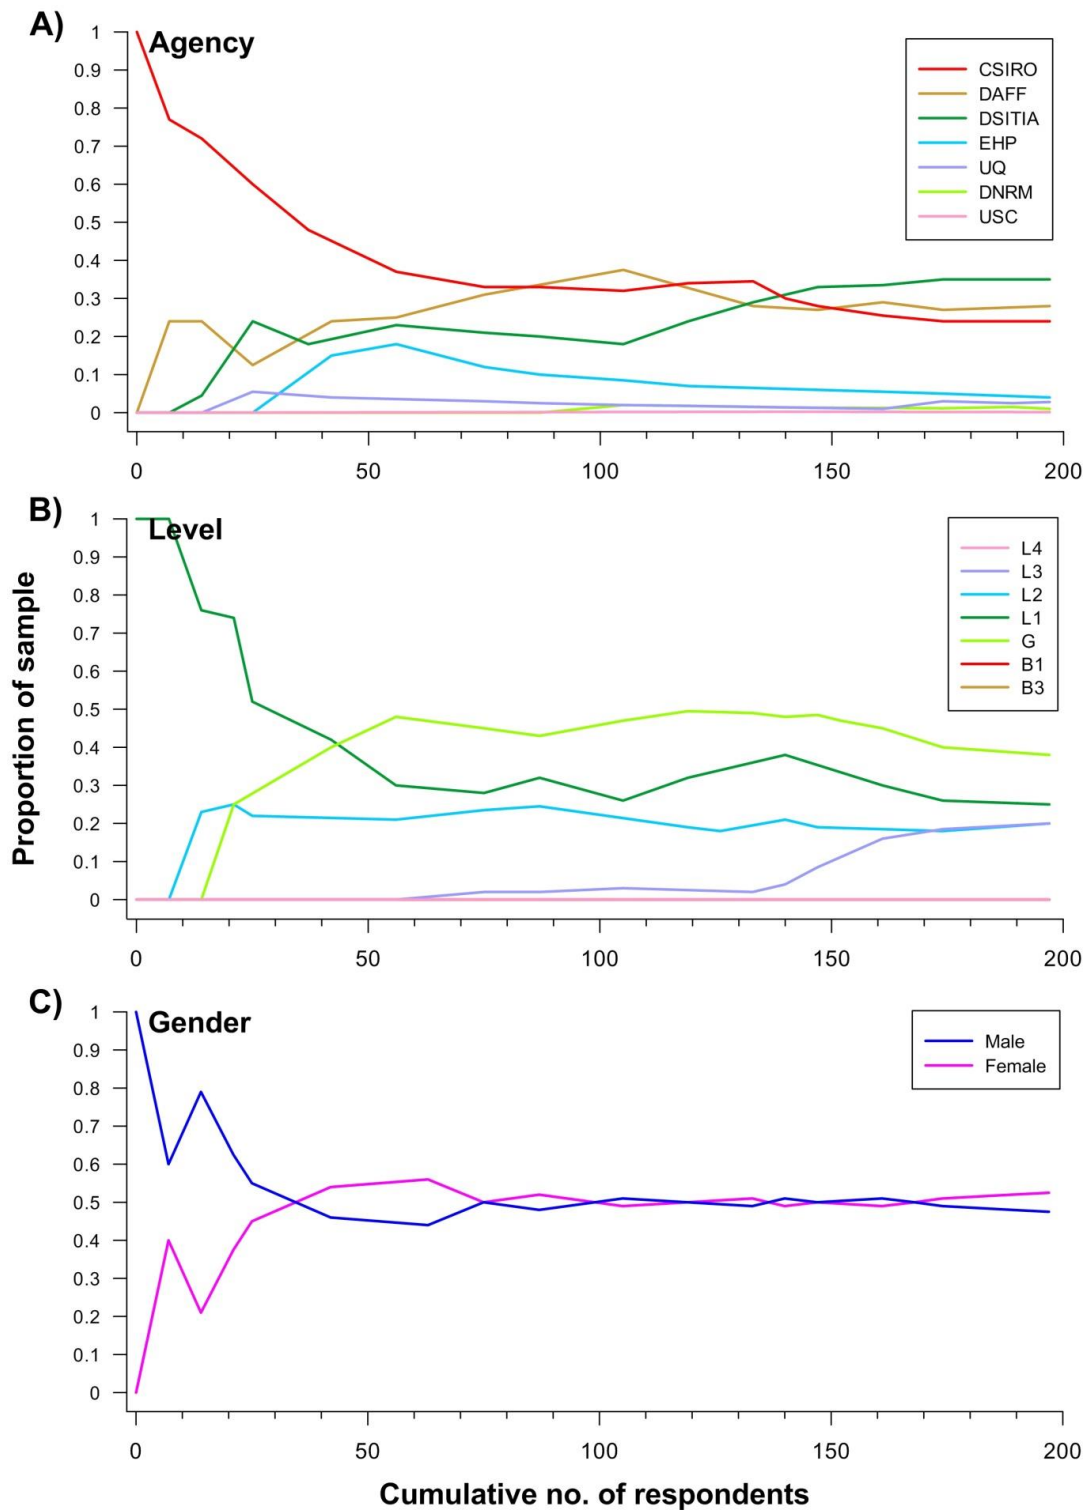 A)
Agency
1
0.9
0.8
0.7
0.6
0.5
0.4
0.3
0.2
0.1
0
0 50 100 150 200
CSIRO
DAFF
DSITIA
EHP
UQ
DNRM
USC
B)
Level
1
0.9
0.8
0.7
0.6
0.5
0.4
0.3
0.2
0.1
0
0 50 100 150 200
L4
L3
L2
L1
G
B1
B3
Proportion of sample
C)
Gender
1
0.9
0.8
0.7
0.6
0.5
0.4
0.3
0.2
0.1
0
0 50 100 150 200
Male
Female
Cumulative no. of respondents